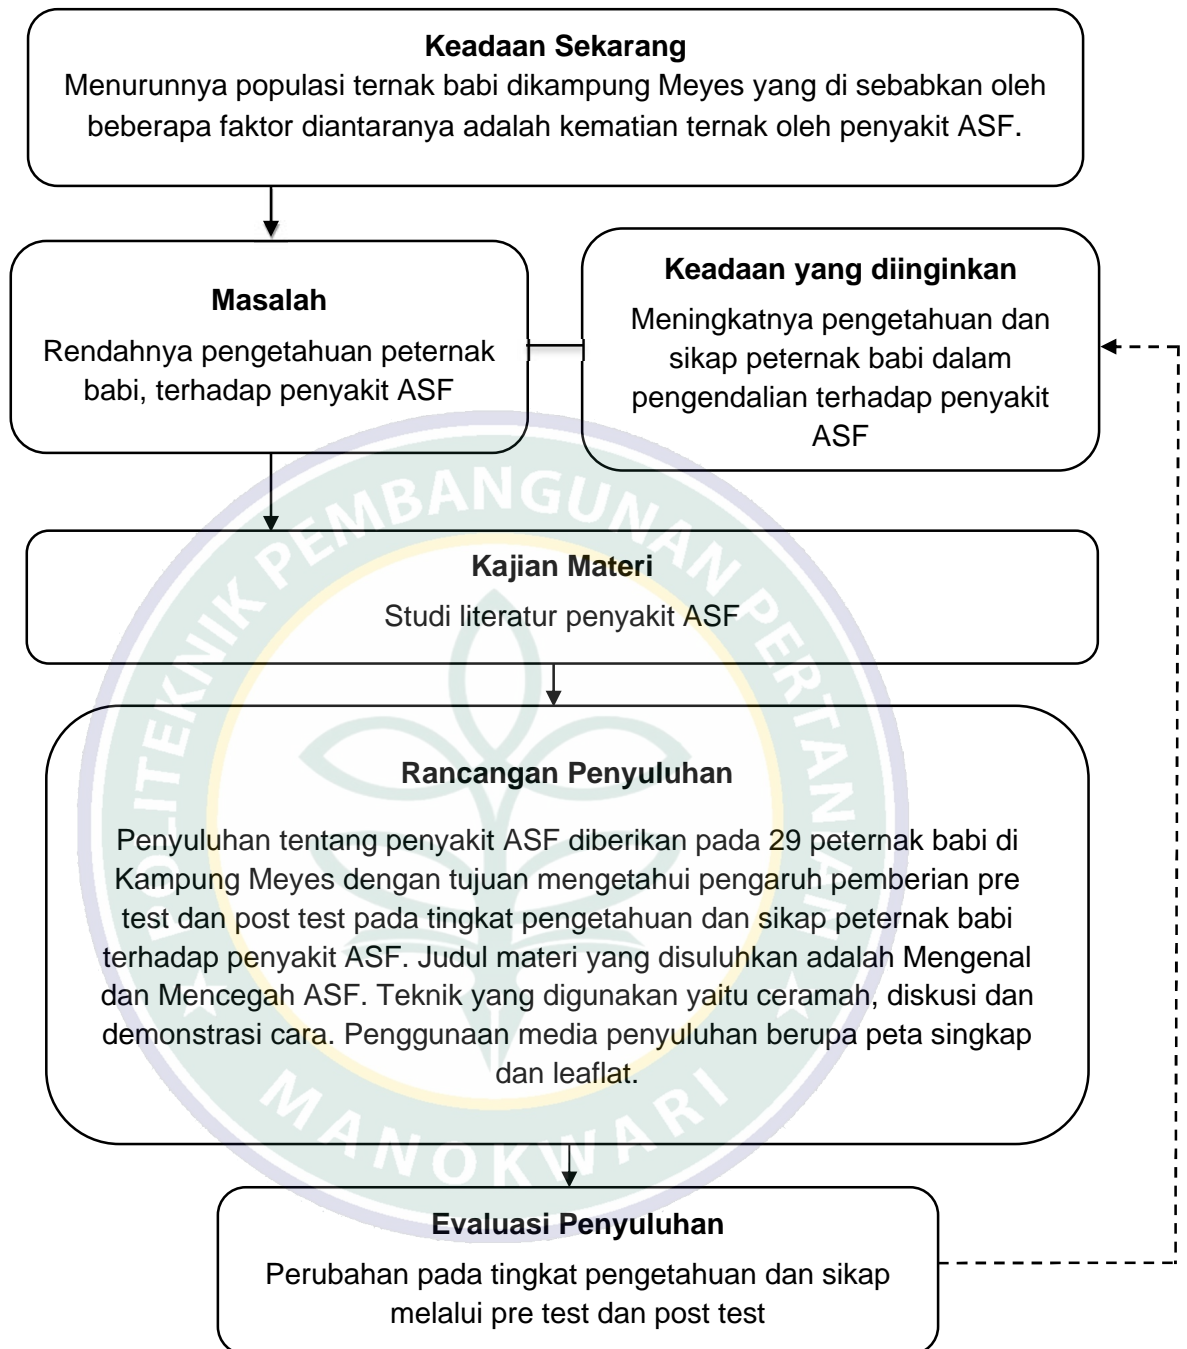 Keadaan Sekarang
Menurunnya populasi ternak babi dikampung Meyes yang di sebabkan oleh
beberapa faktor diantaranya adalah kematian ternak oleh penyakit ASF.
Masalah
Rendahnya pengetahuan peternak
babi, terhadap penyakit ASF
Keadaan yang diinginkan
Meningkatnya pengetahuan dan
sikap peternak babi dalam
pengendalian terhadap penyakit
ASF
Kajian Materi
Studi literatur penyakit ASF
Rancangan Penyuluhan
Penyuluhan tentang penyakit ASF diberikan pada 29 peternak babi di
Kampung Meyes dengan tujuan mengetahui pengaruh pemberian pre
test dan post test pada tingkat pengetahuan dan sikap peternak babi
terhadap penyakit ASF. Judul materi yang disuluhkan adalah Mengenal
dan Mencegah ASF. Teknik yang digunakan yaitu ceramah, diskusi dan
demonstrasi cara. Penggunaan media penyuluhan berupa peta singkap
dan leaflat.
Evaluasi Penyuluhan
Perubahan pada tingkat pengetahuan dan sikap
melalui pre test dan post test
POLITEKNIK PEMBANGUNAN PERTANIAN
MANOKWARI